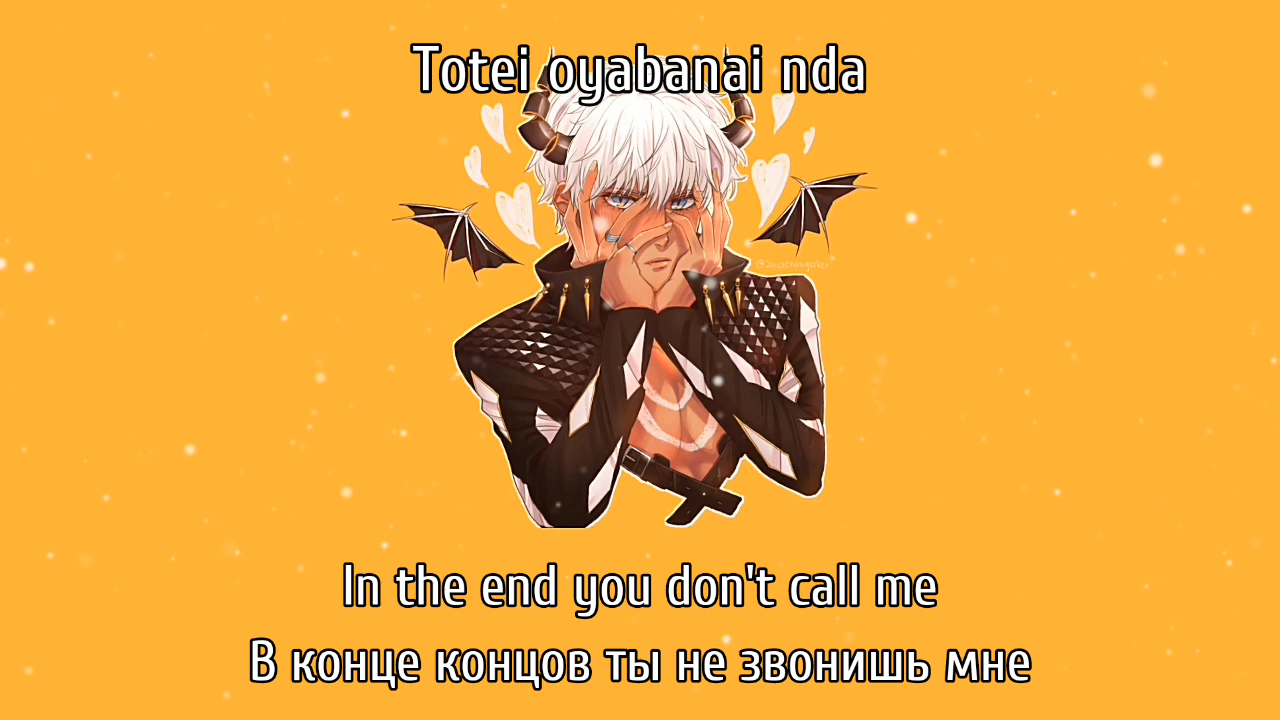 Totei oyabanai nda
In the end you don't call me
В конце концов ты не звонишь мне